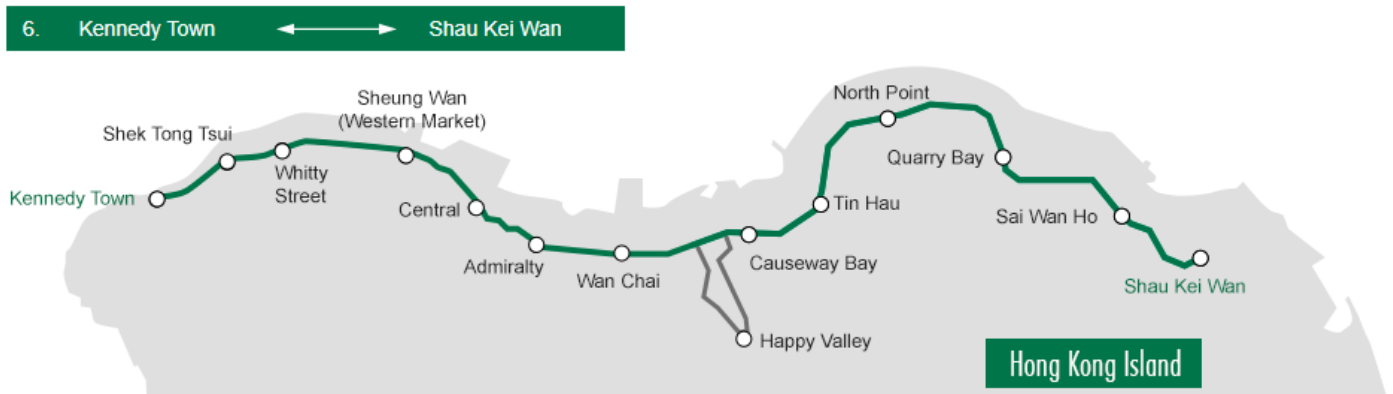 6. Kennedy Town Shau Kei Wan
Sheung Wan
(Western Market)
Shek Tong Tsui
Whitty
Street
Kennedy Town
Central
Admiralty
Wan Chai
Causeway Bay
Happy Valley
Tin Hau
North Point
Quarry Bay
Sai Wan Ho
Shau Kei Wan
Hong Kong Island